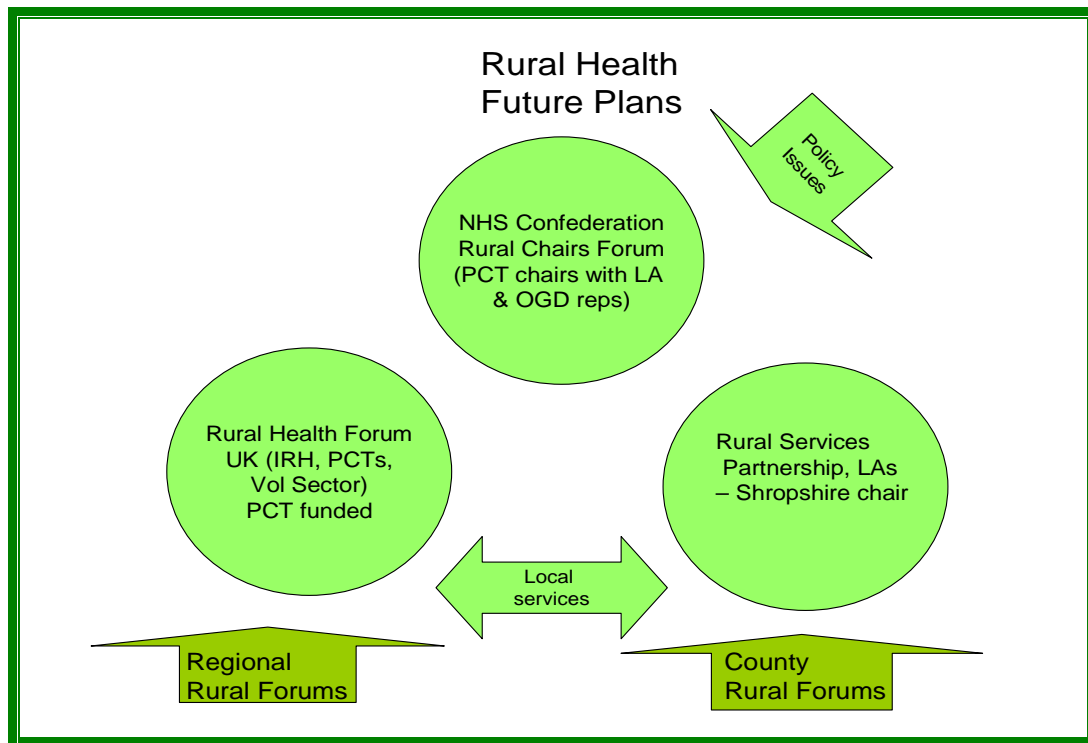 Rural Health
Future Plans
Policy
Issues
NHS Confederation
Rural Chairs Forum
(PCT chairs with LA
& OGD reps)
Rural Health Forum
UK (IRH, PCTs,
Vol Sector)
PCT funded
Rural Services
Partnership, LAs
– Shropshire chair
Local
services
Regional
Rural Forums
County
Rural Forums